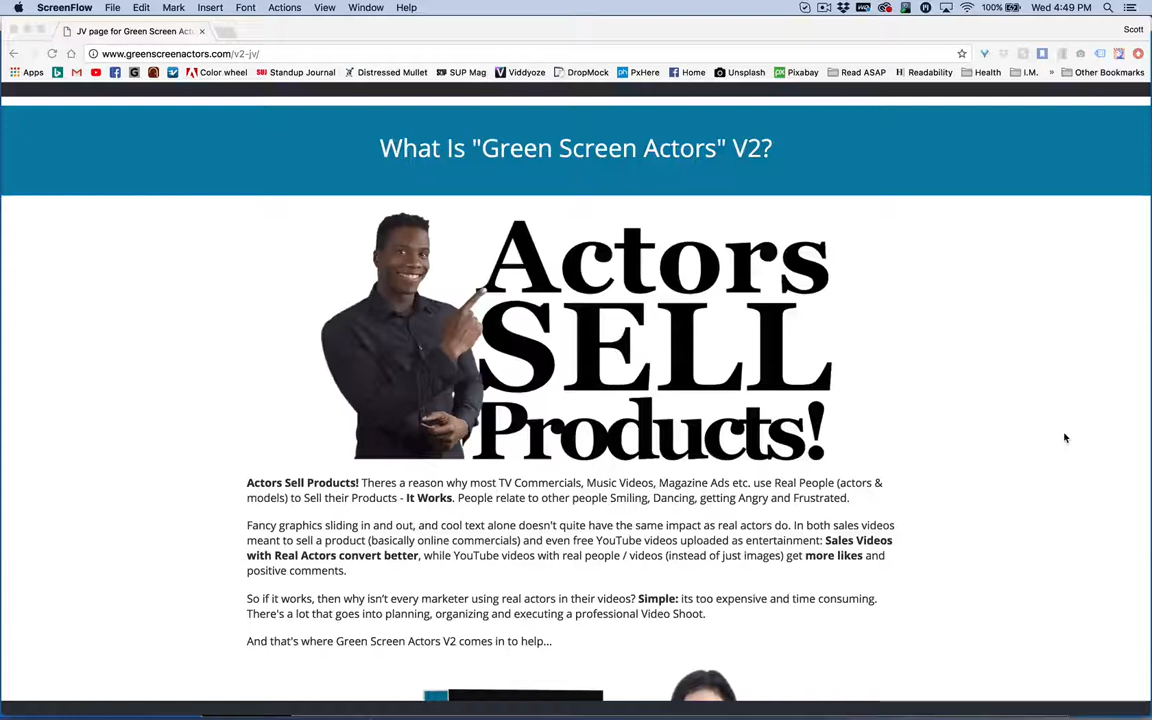 ScreenFlow File Edit Mark Insert Font Actions View Window Help 100% Wed 4:49 PM
JV page for Green Screen Act
Scott
www.greenscreenactors.com/v2-jv/
Apps Color wheel Standup Journal Distressed Mullet SUP Mag Viddyoze DropMock PxHere Home Unsplash Pixabay Read ASAP Readability Health I.M. » Other Bookmarks
What Is "Green Screen Actors" V2?
Actors
SELL
Products!
Actors Sell Products! Theres a reason why most TV Commercials, Music Videos, Magazine Ads etc. use Real People (actors &
models) to Sell their Products - It Works. People relate to other people Smiling, Dancing, getting Angry and Frustrated.
Fancy graphics sliding in and out, and cool text alone doesn't quite have the same impact as real actors do. In both sales videos
meant to sell a product (basically online commercials) and even free YouTube videos uploaded as entertainment: Sales Videos
with Real Actors convert better, while YouTube videos with real people / videos (instead of just images) get more likes and
positive comments.
So if it works, then why isn't every marketer using real actors in their videos? Simple: its too expensive and time consuming.
There's a lot that goes into planning, organizing and executing a professional Video Shoot.
And that's where Green Screen Actors V2 comes in to help...